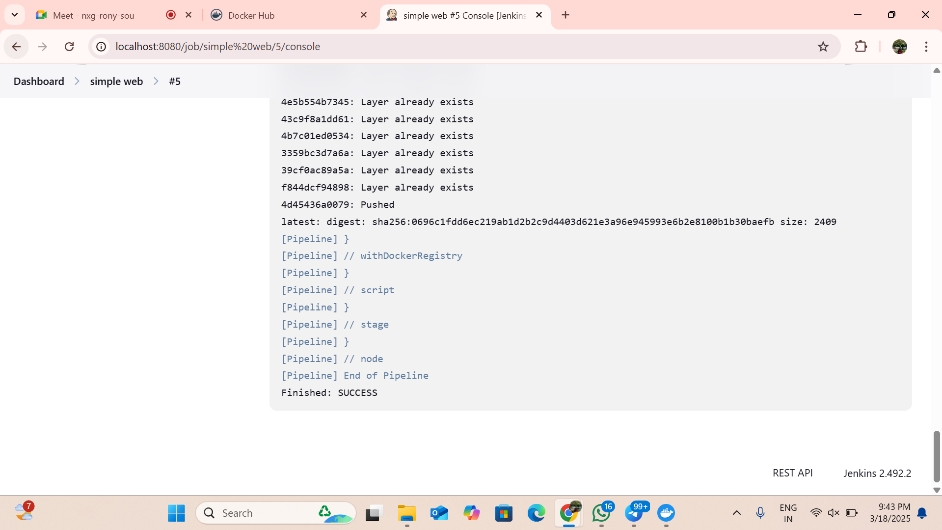 Meet
nxg rony sou
Docker Hub
simple web #5 Console [Jenkins
localhost:8080/job/simple%20web/5/console
Dashboard > simple web > #5
4e5b554b7345: Layer already exists
43c9f8a1dd61: Layer already exists
4b7c01ed0534: Layer already exists
3359bc3d7a6a: Layer already exists
39cf0ac89a5a: Layer already exists
f844dcf94898: Layer already exists
4d45436a0079: Pushed
latest: digest: sha256:0696c1fdd6ec219ab1d2b2c9d4403d621e3a96e945993e6b2e8100b1b30baefb size: 2409
[Pipeline] }
[Pipeline] // withDockerRegistry
[Pipeline] }
[Pipeline] // script
[Pipeline] }
[Pipeline] // stage
[Pipeline] }
[Pipeline] // node
[Pipeline] End of Pipeline
Finished: SUCCESS
REST API
Jenkins 2.492.2
7
Search
16
99+
ENG
IN
9:43 PM
3/18/2025